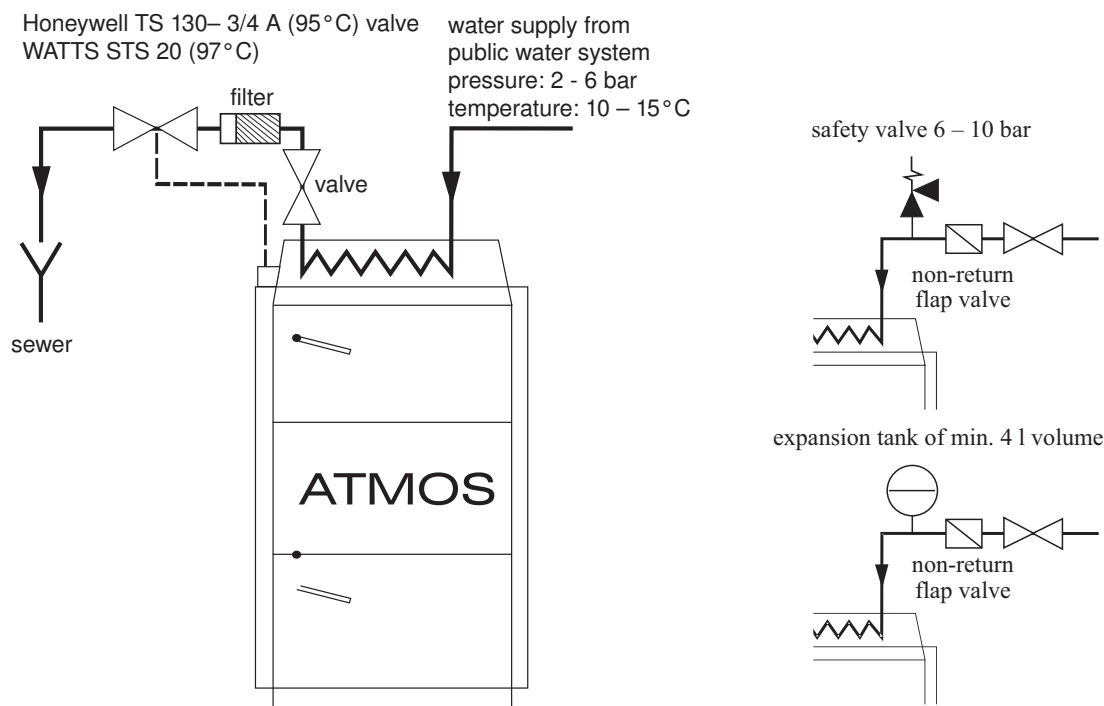 Honeywell TS 130– 3/4 A (95°C) valve
WATTS STS 20 (97°C)
water supply from
public water system
pressure: 2 - 6 bar
temperature: 10 – 15°C
filter
valve
sewer
ATMOS
safety valve 6 – 10 bar
non-return
flap valve
expansion tank of min. 4 l volume
non-return
flap valve